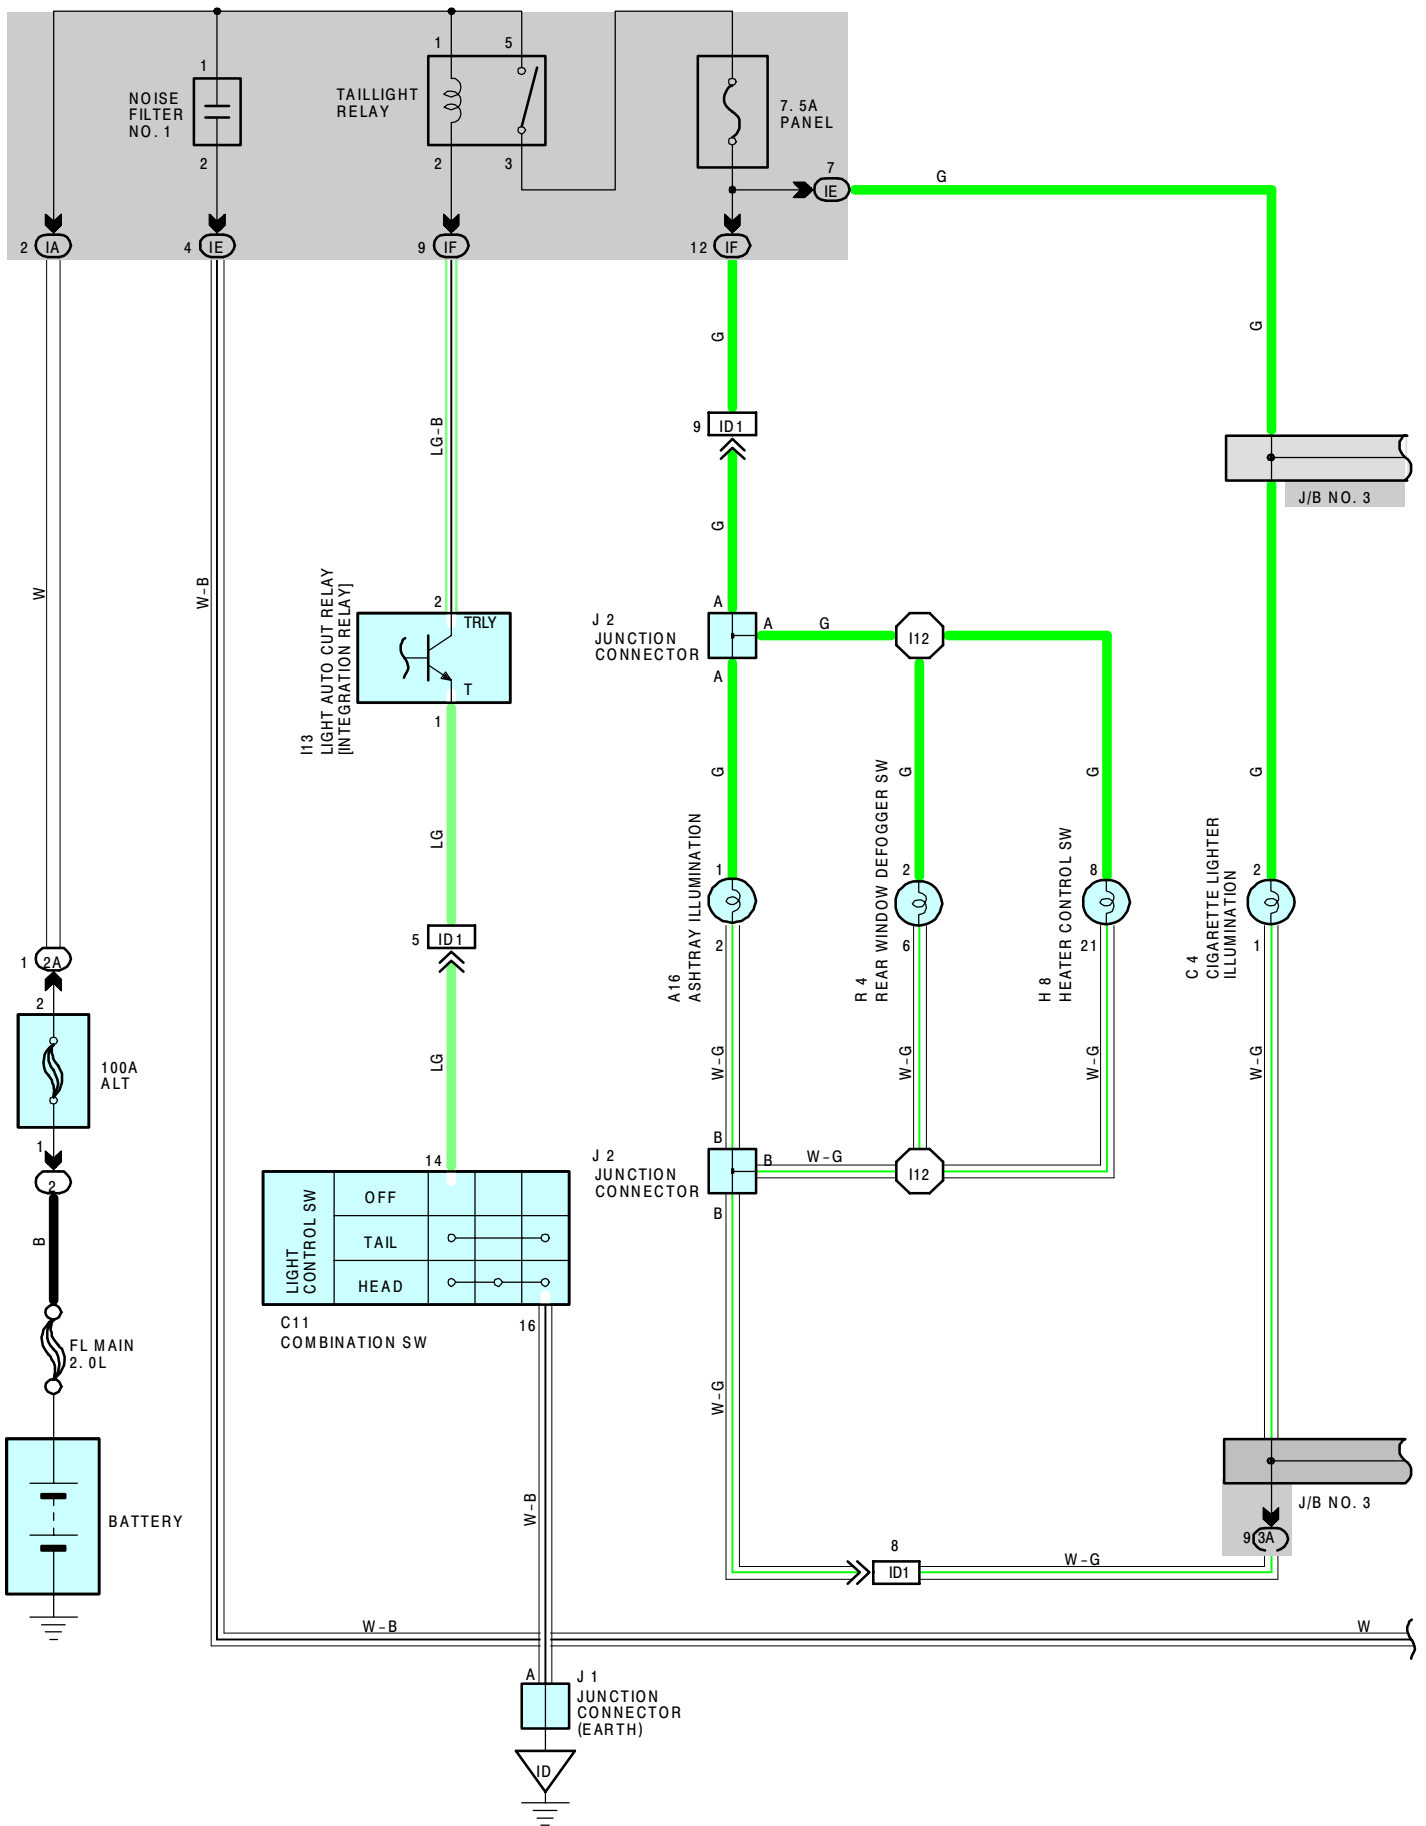 1
NOISE
FILTER
NO. 1
2
TAILLIGHT
RELAY
1
5
2
3
7. 5A
PANEL
7
IE
G
2
IA
4
IE
9
IF
12
IF
G
G
LG-B
9
ID1
J/B NO. 3
G
W
W-B
2
TRLY
T
1
I13
LIGHT AUTO CUT RELAY
[INTEGRATION RELAY]
J 2
JUNCTION
CONNECTOR
A
A
A
G
I12
G
G
G
G
LG
A16
ASHTRAY ILLUMINATION
1
2
R 4
REAR WINDOW DEFOGGER SW
2
6
H 8
HEATER CONTROL SW
8
21
C 4
CIGARETTE LIGHTER
ILLUMINATION
2
1
5
ID1
1
2A
2
100A
ALT
1
2
LG
W-G
W-G
W-G
W-G
J 2
JUNCTION
CONNECTOR
B
B
B
W-G
I12
14
LIGHT
CONTROL SW
OFF
TAIL
HEAD
C11
COMBINATION SW
16
B
FL MAIN
2. 0L
BATTERY
W-G
W-B
J/B NO. 3
9
3A
8
ID1
W-G
W-B
W
A
J 1
JUNCTION
CONNECTOR
(EARTH)
ID